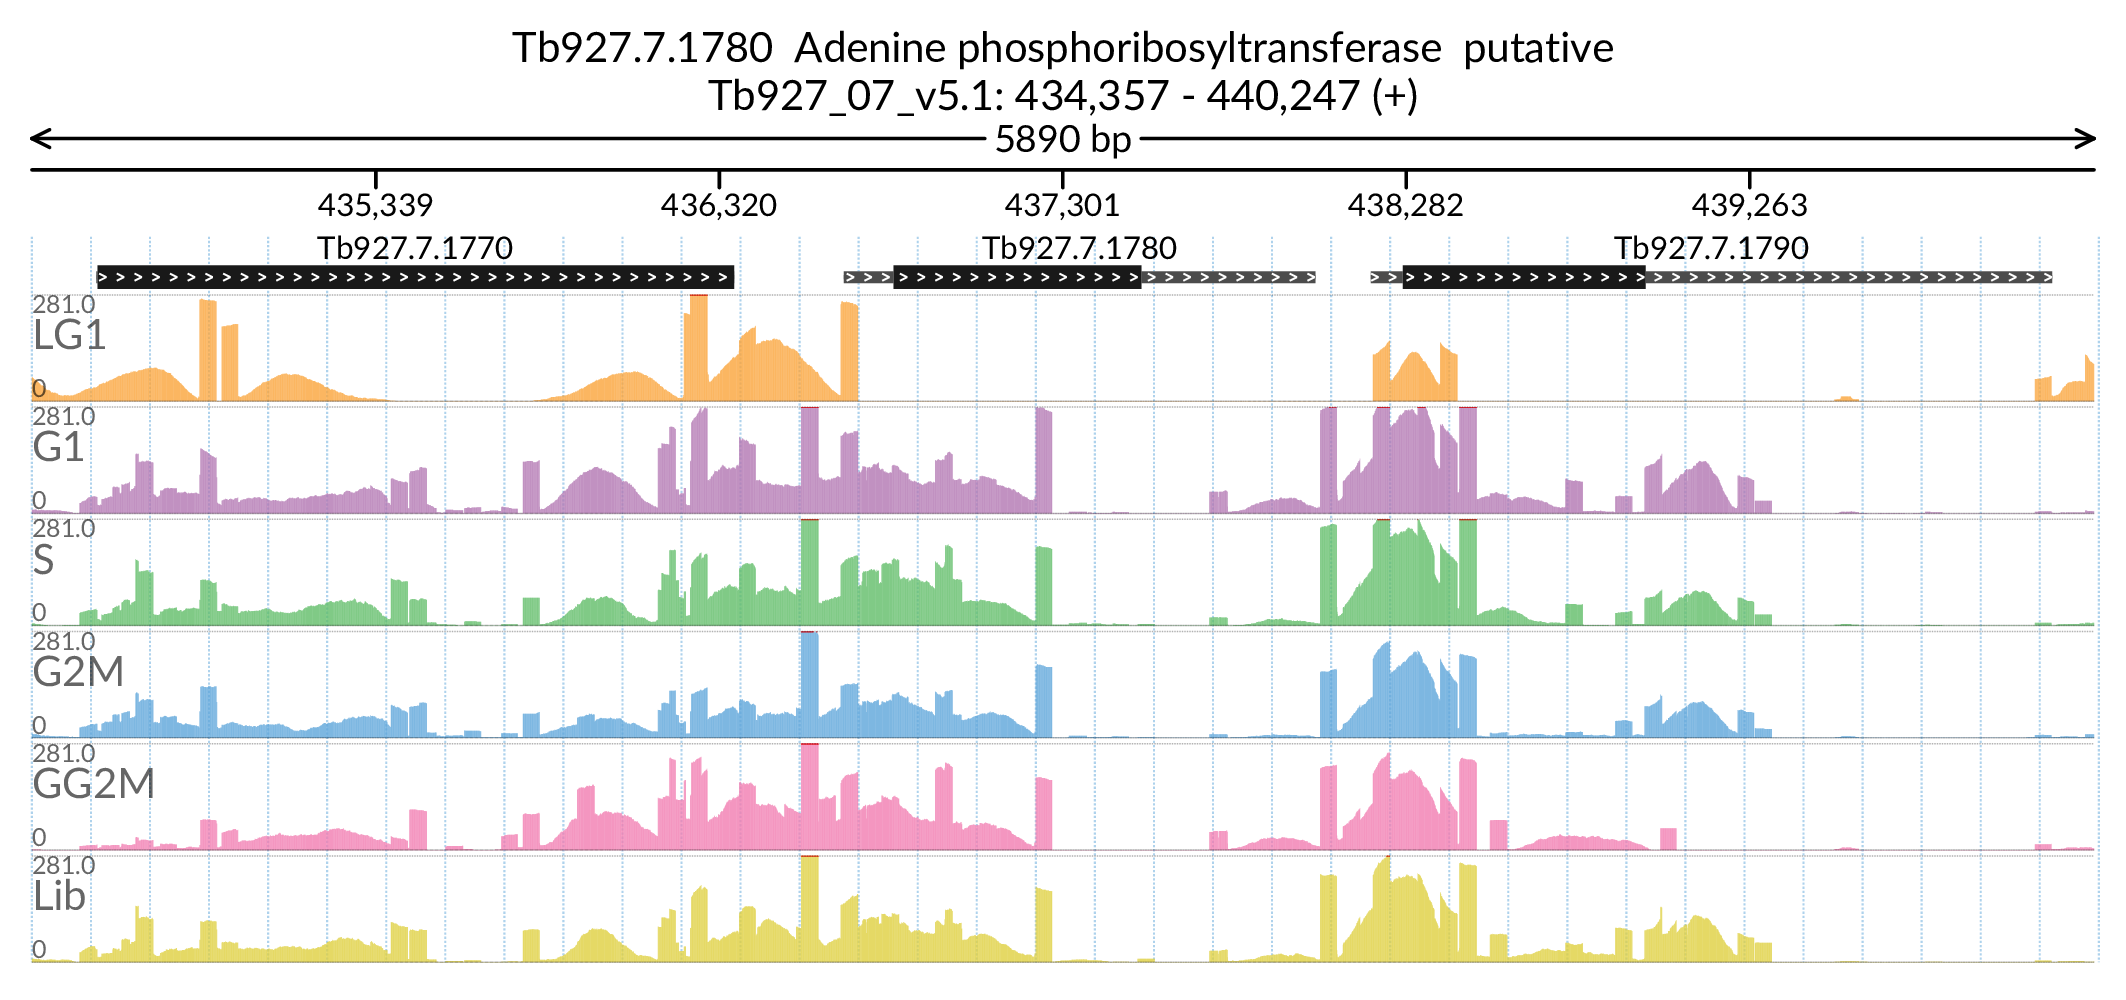 Tb927.7.1780  Adenine phosphoribosyltransferase  putative
Tb927_07_v5.1: 434,357 - 440,247 (+)
5890 bp
435,339 436,320 437,301 438,282 439,263
Tb927.7.1770 Tb927.7.1780 Tb927.7.1790
281.0
LG1
0
281.0
G1
0
281.0
S
0
281.0
G2M
0
281.0
GG2M
0
281.0
Lib
0